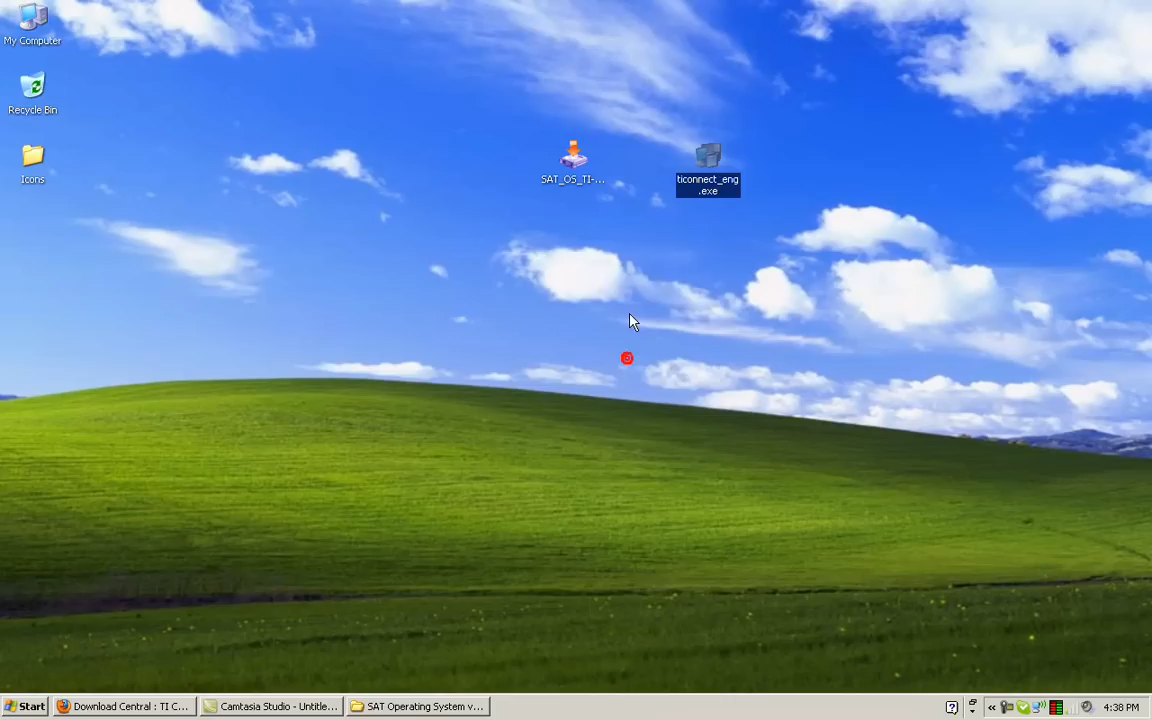 My Computer
Recycle Bin
Icons
SAT_OS_TI-...
ticonnect_eng
.exe
Start
Download Central : TI C...
Camtasia Studio - Untitle...
SAT Operating System v...
«
4:38 PM